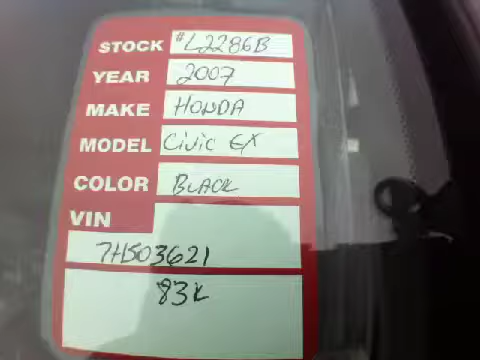 STOCK #L2286B
YEAR 2007
MAKE HONDA
MODEL Civic EX
COLOR BLACK
VIN
7H503621
83K